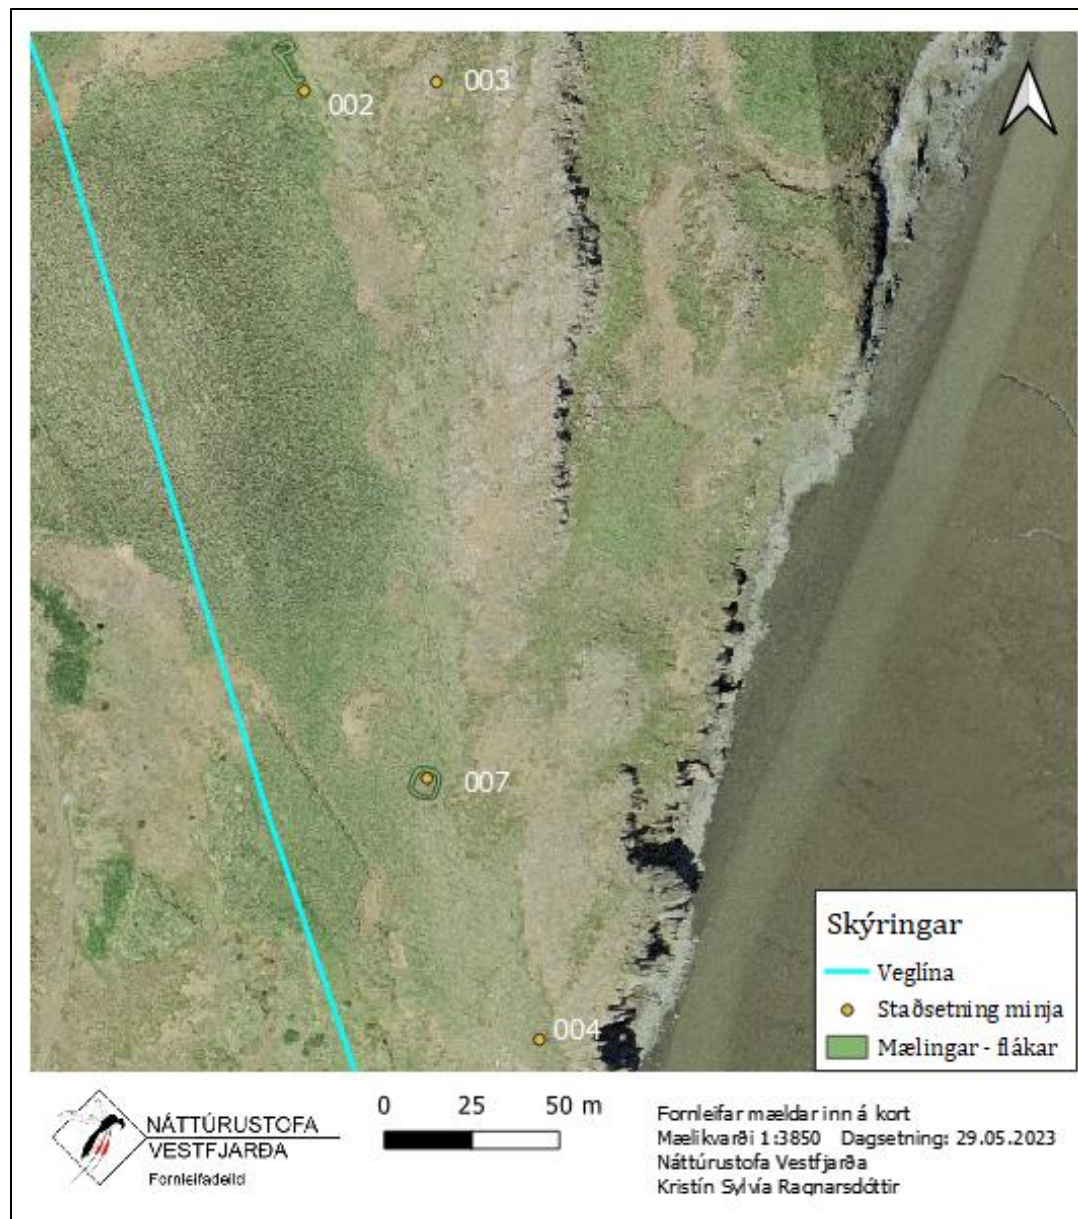 002
003
007
004
Skýringar
Veglína
Staðsetning minja
Mælingar - flákar
NÁTTÚRUSTOFA
VESTFJARÐA
Fornleifadeild
0 25 50 m
Fornleifar mældar inn á kort
Mælikvarði 1:3850 Dagsetning: 29.05.2023
Náttúrustofa Vestfjarða
Kristín Sylvía Ragnarsdóttir